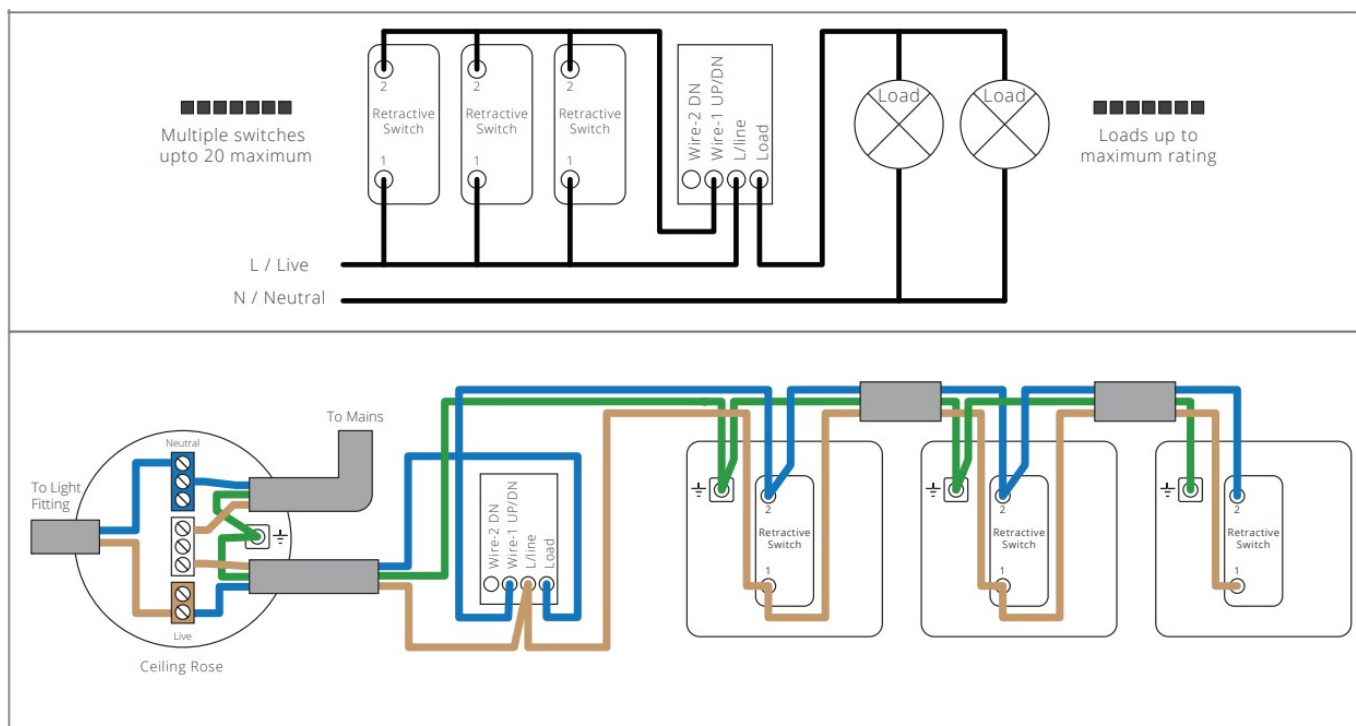 2
Retractive
Switch
1
2
Retractive
Switch
1
2
Retractive
Switch
1
Wire-2 DN
Wire-1 UP/DN
L/line
Load
Load
Load
Multiple switches
upto 20 maximum
Loads up to
maximum rating
L / Live
N / Neutral
To Mains
Neutral
To Light
Fitting
Live
Ceiling Rose
Wire-2 DN
Wire-1 UP/DN
L/line
Load
2
Retractive
Switch
1
2
Retractive
Switch
1
2
Retractive
Switch
1